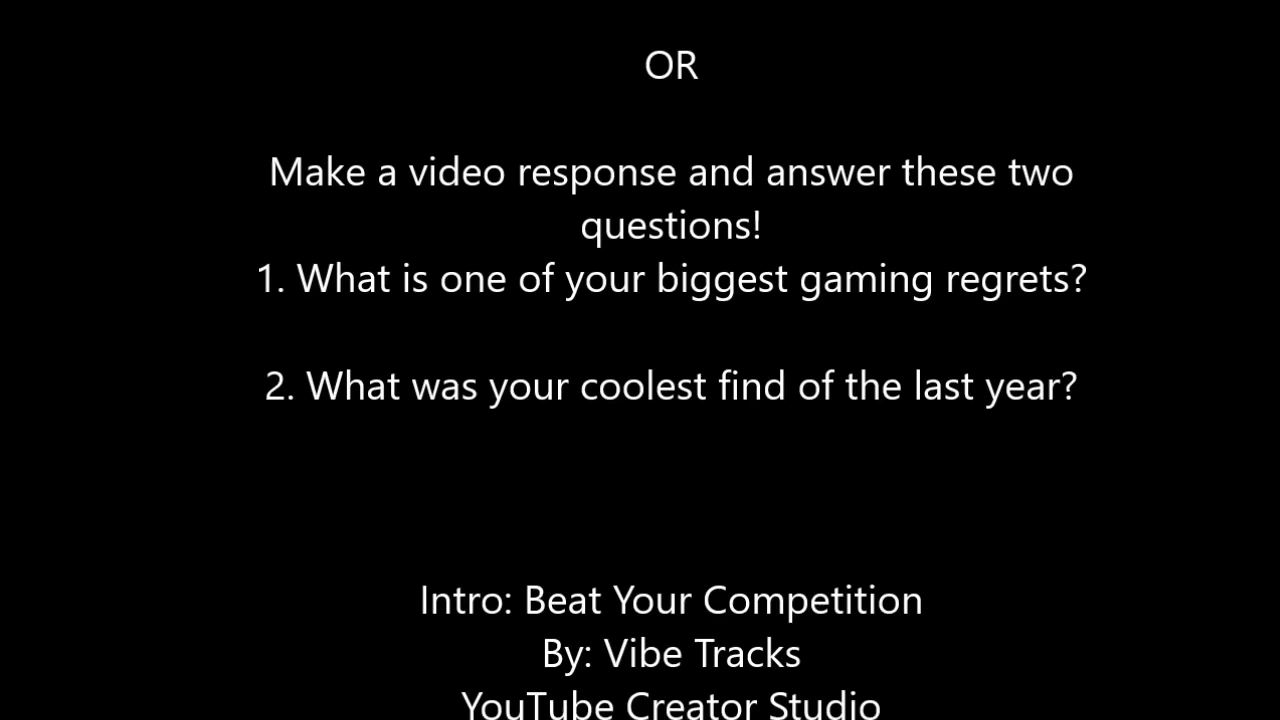 OR
Make a video response and answer these two
questions!
1. What is one of your biggest gaming regrets?
2. What was your coolest find of the last year?
Intro: Beat Your Competition
By: Vibe Tracks
YouTube Creator Studio